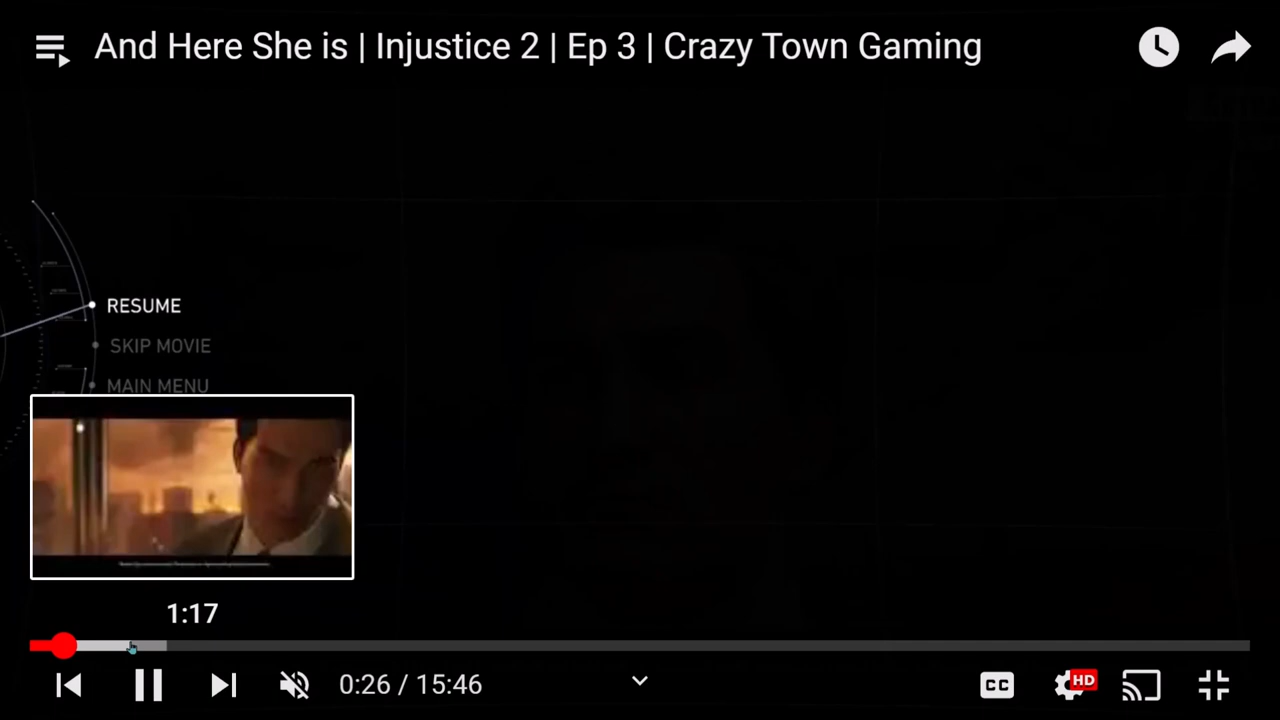 And Here She is | Injustice 2 | Ep 3 | Crazy Town Gaming
RESUME
SKIP MOVIE
MAIN MENU
1:17
0:26 / 15:46
CC
HD